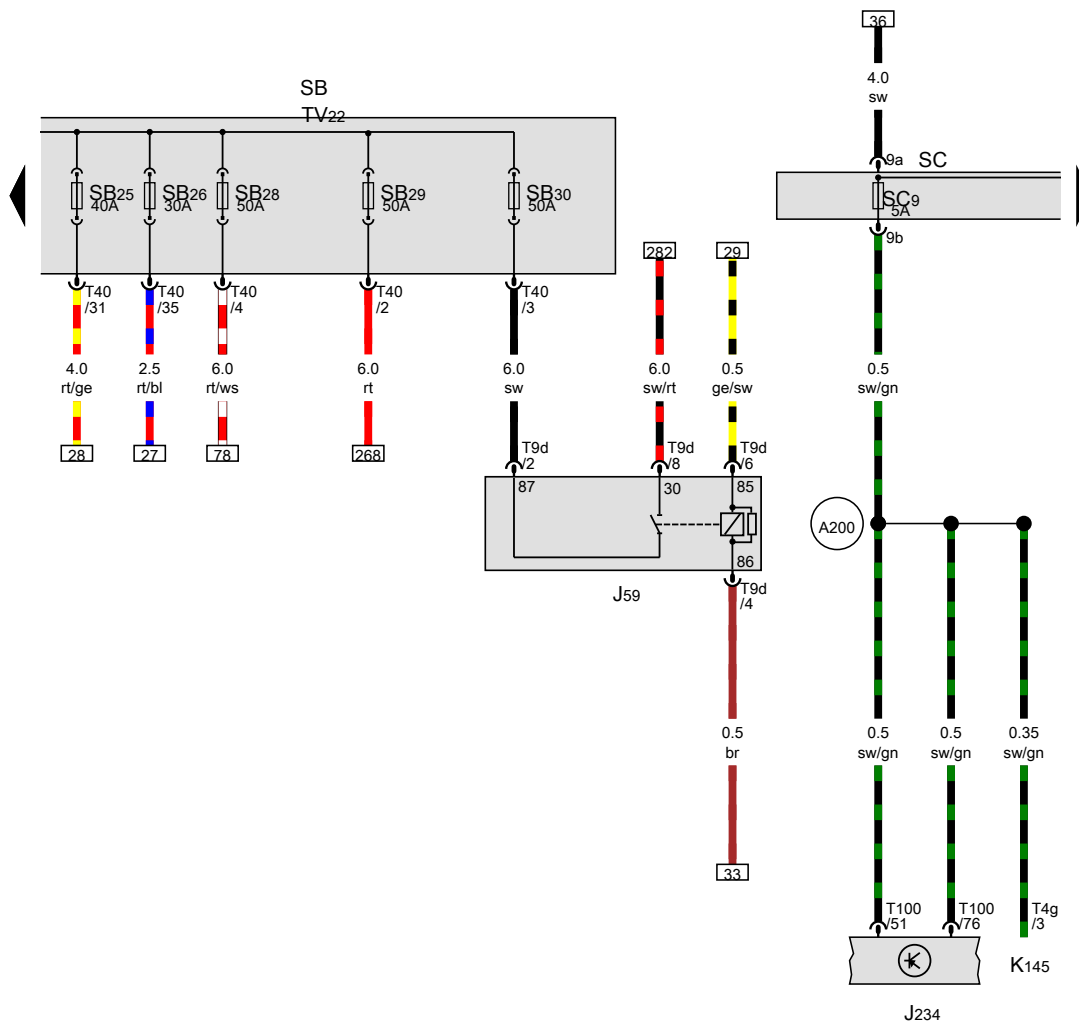 36
4.0
sw
SB
TV22
9a
SC
SB25
40A
SB26
30A
SB28
50A
SB29
50A
SB30
50A
SC9
5A
9b
282
29
T40
/31
T40
/35
T40
/4
T40
/2
T40
/3
4.0
rt/ge
2.5
rt/bl
6.0
rt/ws
6.0
rt
6.0
sw
6.0
sw/rt
0.5
ge/sw
0.5
sw/gn
28
27
78
268
T9d
/2
T9d
/8
T9d
/6
87
30
85
86
A200
J59
T9d
/4
0.5
br
0.5
sw/gn
0.5
sw/gn
0.35
sw/gn
33
T100
/51
T100
/76
T4g
/3
K145
J234